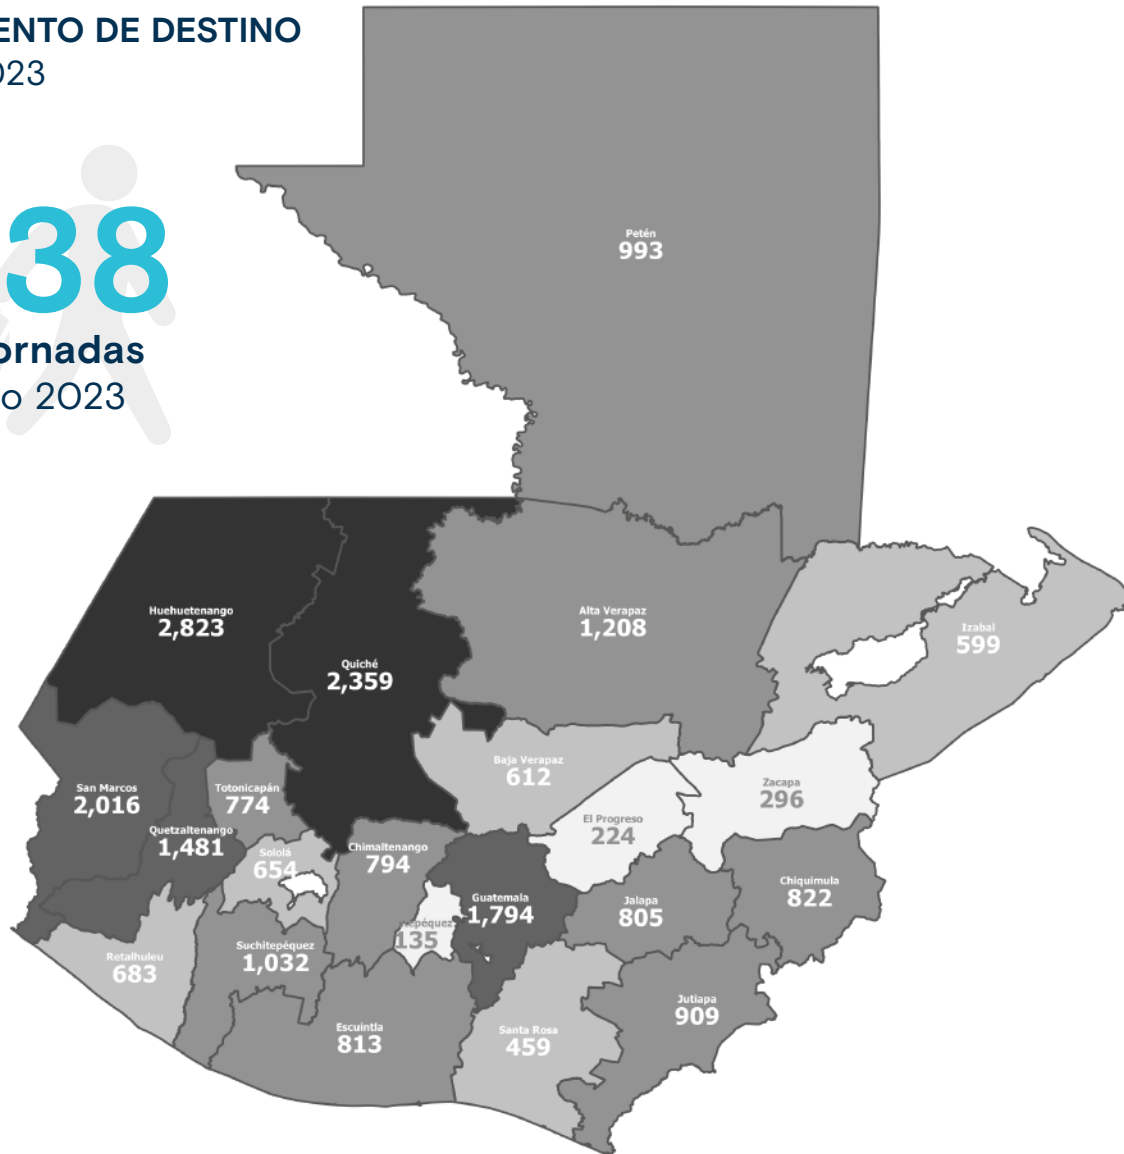 ENTO DE DESTINO
023
38
ornadas
o 2023
Petén
993
Huehuetenango
2,823
Quiché
2,359
Alta Verapaz
1,208
Izabal
599
San Marcos
2,016
Quetzaltenango
1,481
Totonicapán
774
Sololá
654
Chimaltenango
794
Baja Verapaz
612
El Progreso
224
Zacapa
296
Guatemala
1,794
epéquez
135
Jalapa
805
Chiquimula
822
Retalhuleu
683
Suchitepéquez
1,032
Escuintla
813
Santa Rosa
459
Jutiapa
909